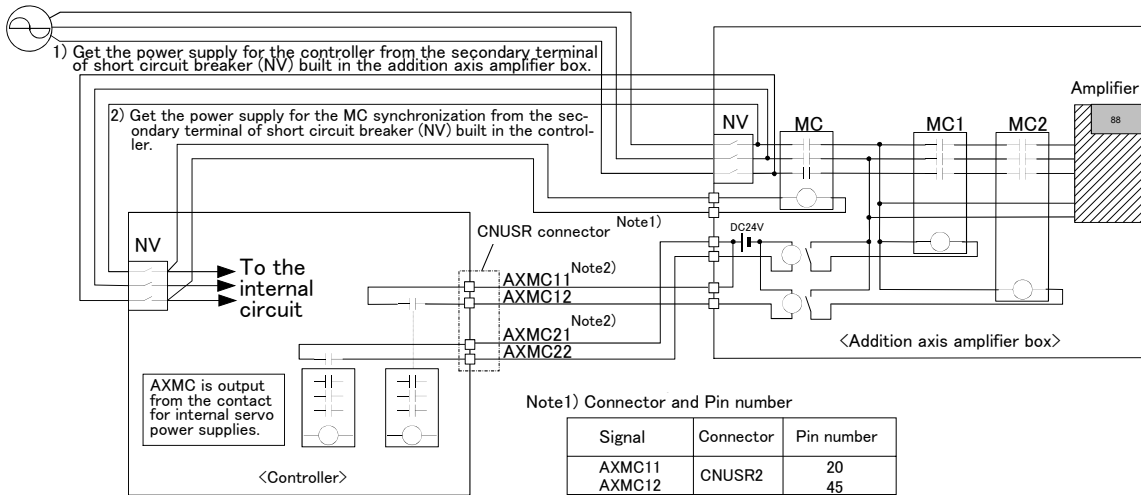 1) Get the power supply for the controller from the secondary terminal
of short circuit breaker (NV) built in the addition axis amplifier box.
Amplifier
88
2) Get the power supply for the MC synchronization from the sec-
ondary terminal of short circuit breaker (NV) built in the control-
ler.
NV
MC
MC1
MC2
CNUSR connector Note1)
DC24V
NV
To the
internal
circuit
AXMC11 Note2)
AXMC12
AXMC21 Note2)
AXMC22
<Addition axis amplifier box>
AXMC is output
from the contact
for internal servo
power supplies.
<Controller>
Note1) Connector and Pin number
Signal Connector Pin number
AXMC11 CNUSR2 20
AXMC12 45